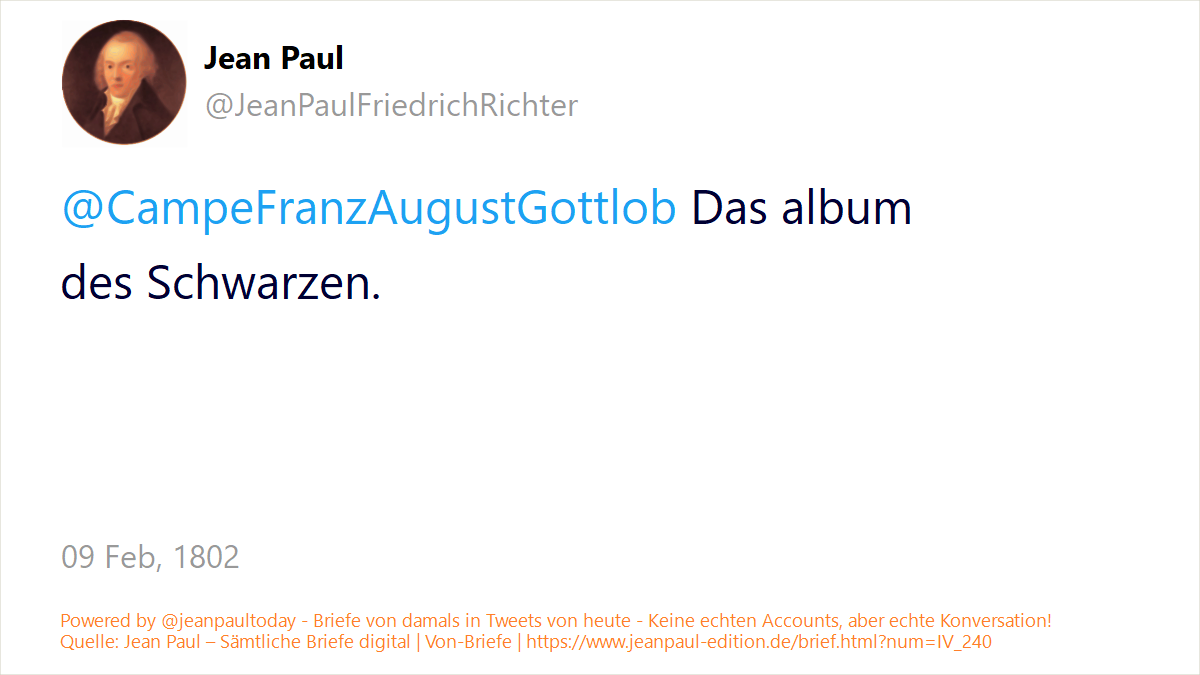 Jean Paul
@JeanPaulFriedrichRichter
@CampeFranzAugustGottlob Das album
des Schwarzen.
09 Feb, 1802
Powered by @jeanpaultoday - Briefe von damals in Tweets von heute - Keine echten Accounts, aber echte Konversation!
Quelle: Jean Paul – Sämtliche Briefe digital | Von-Briefe | https://www.jeanpaul-edition.de/brief.html?num=IV_240